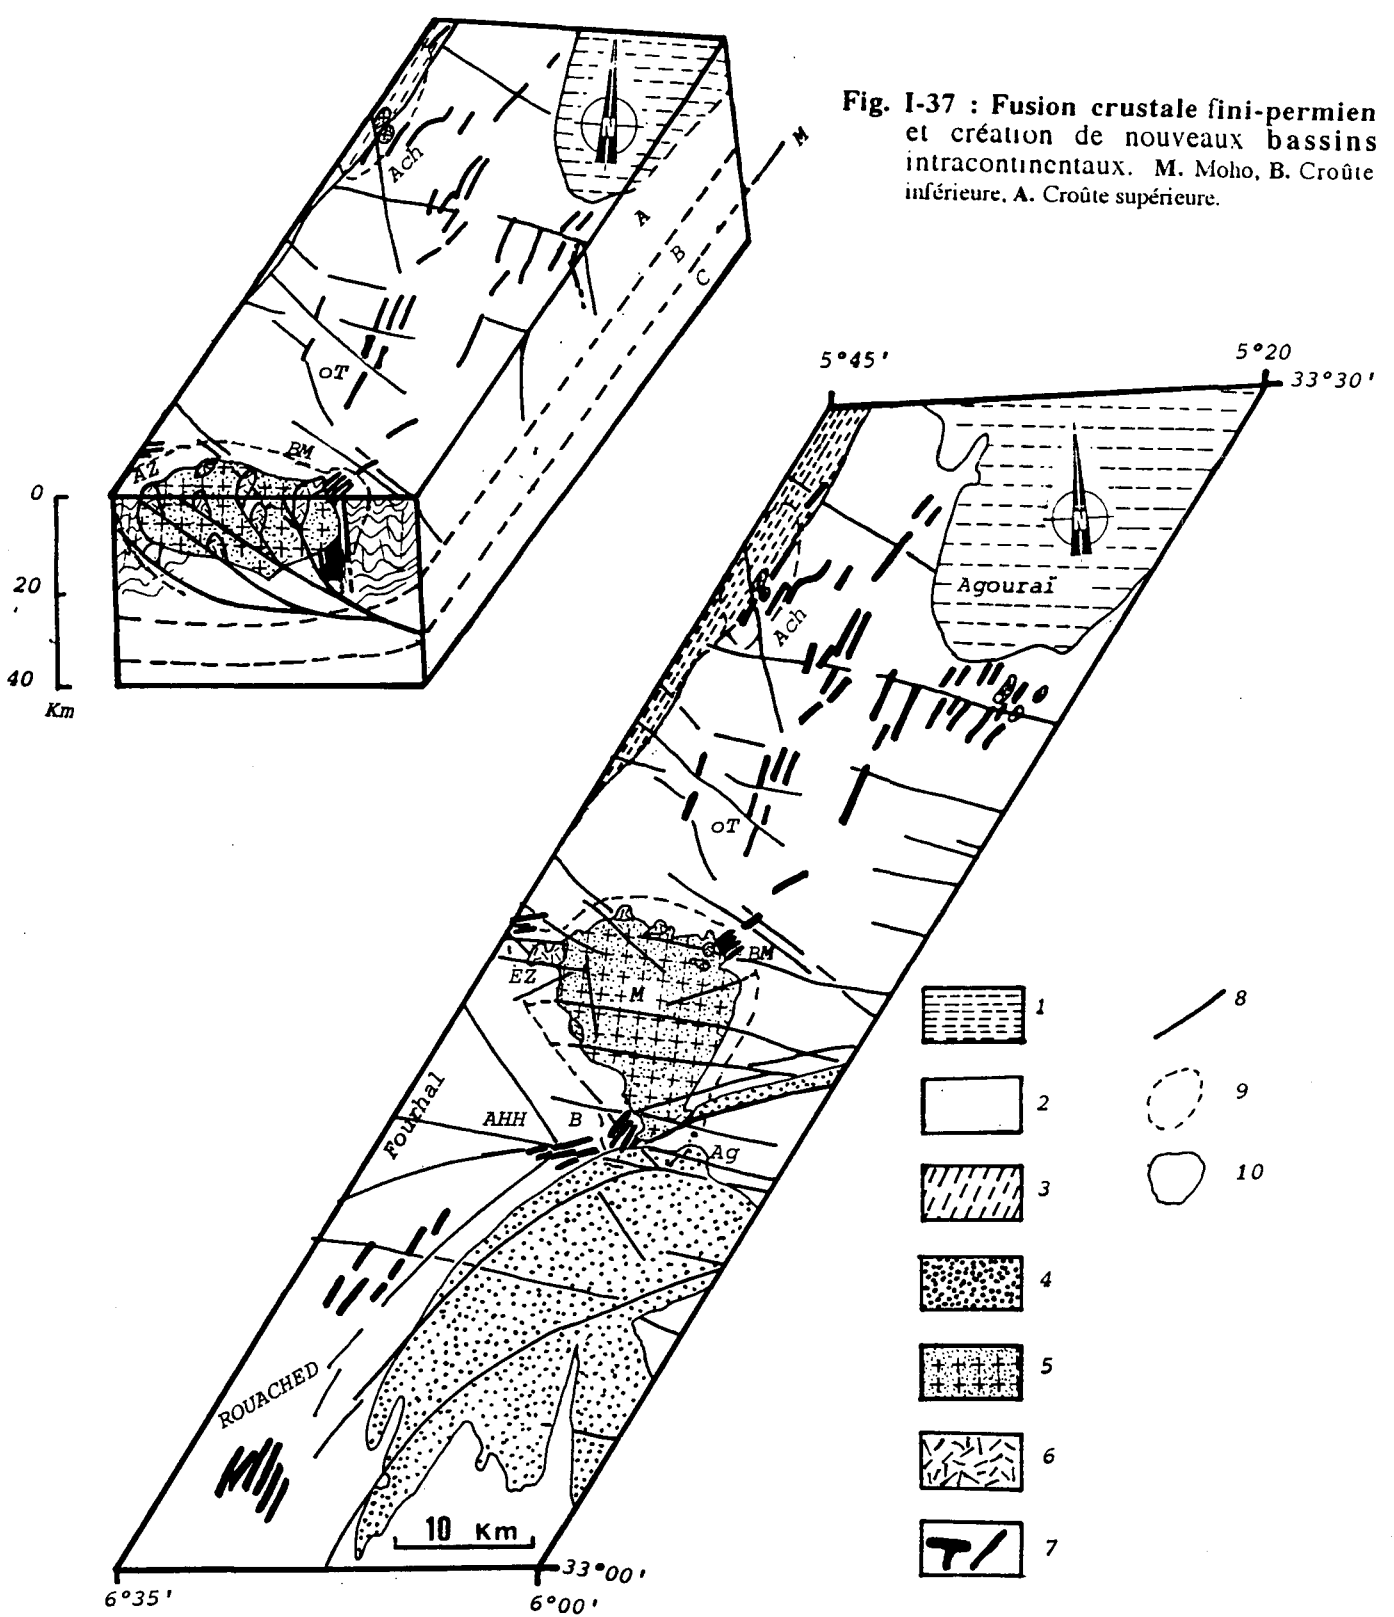 Fig. I-37 : Fusion crustale fini-permien
et création de nouveaux bassins
intracontinentaux. M. Moho, B. Croûte
inférieure, A. Croûte supérieure.
N
M
Ach
A
B
C
oT
BM
AZ
0
20
40
Km
5°45'
5°20
33°30'
N
Agouraï
Ach
oT
BM
EZ
M
Fourhal
AHH
B
Ag
ROUACHED
10 Km
33°00'
6°35'
6°00'
1
2
3
4
5
6
7
8
9
10